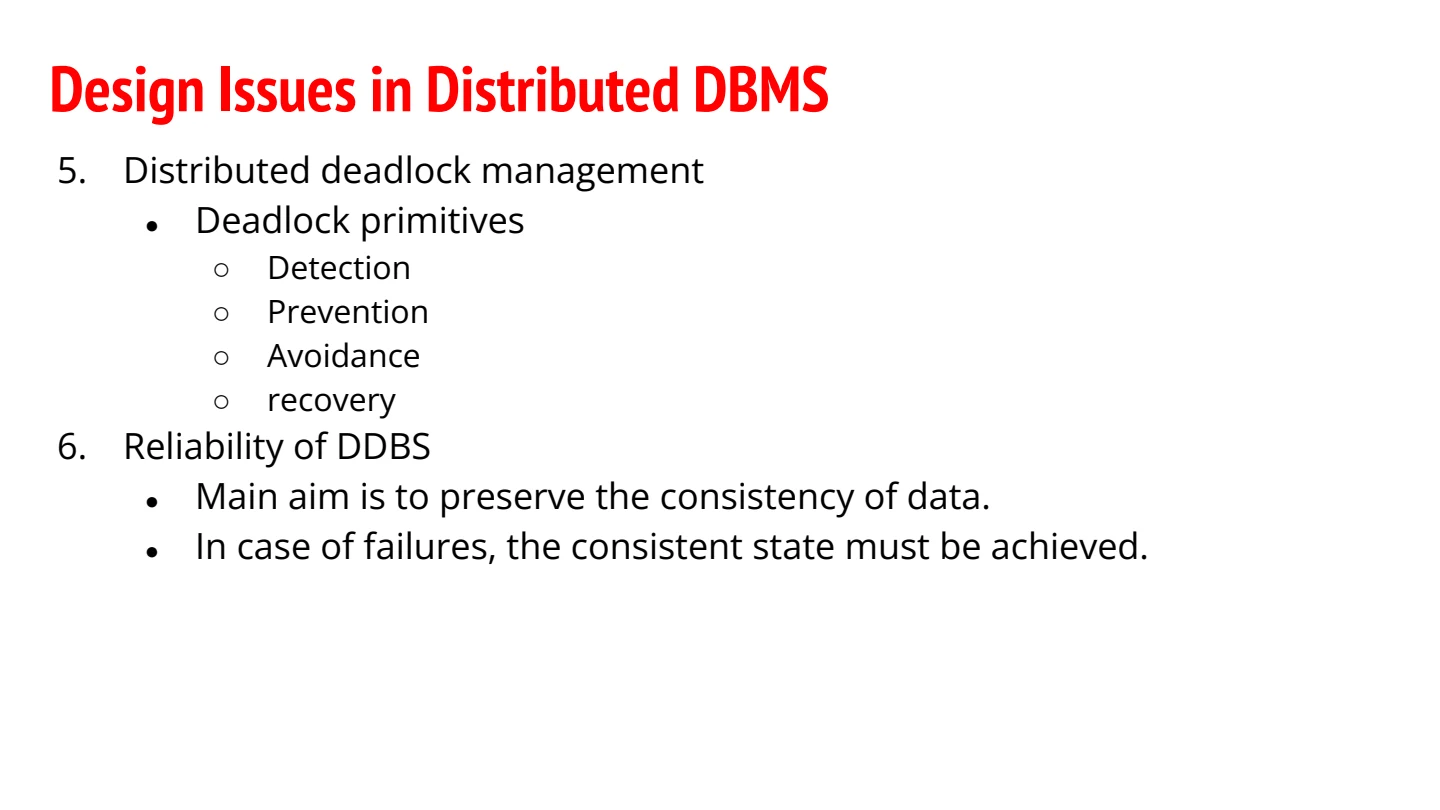 Design Issues in Distributed DBMS
5. Distributed deadlock management
● Deadlock primitives
○ Detection
○ Prevention
○ Avoidance
○ recovery
6. Reliability of DDBS
● Main aim is to preserve the consistency of data.
● In case of failures, the consistent state must be achieved.